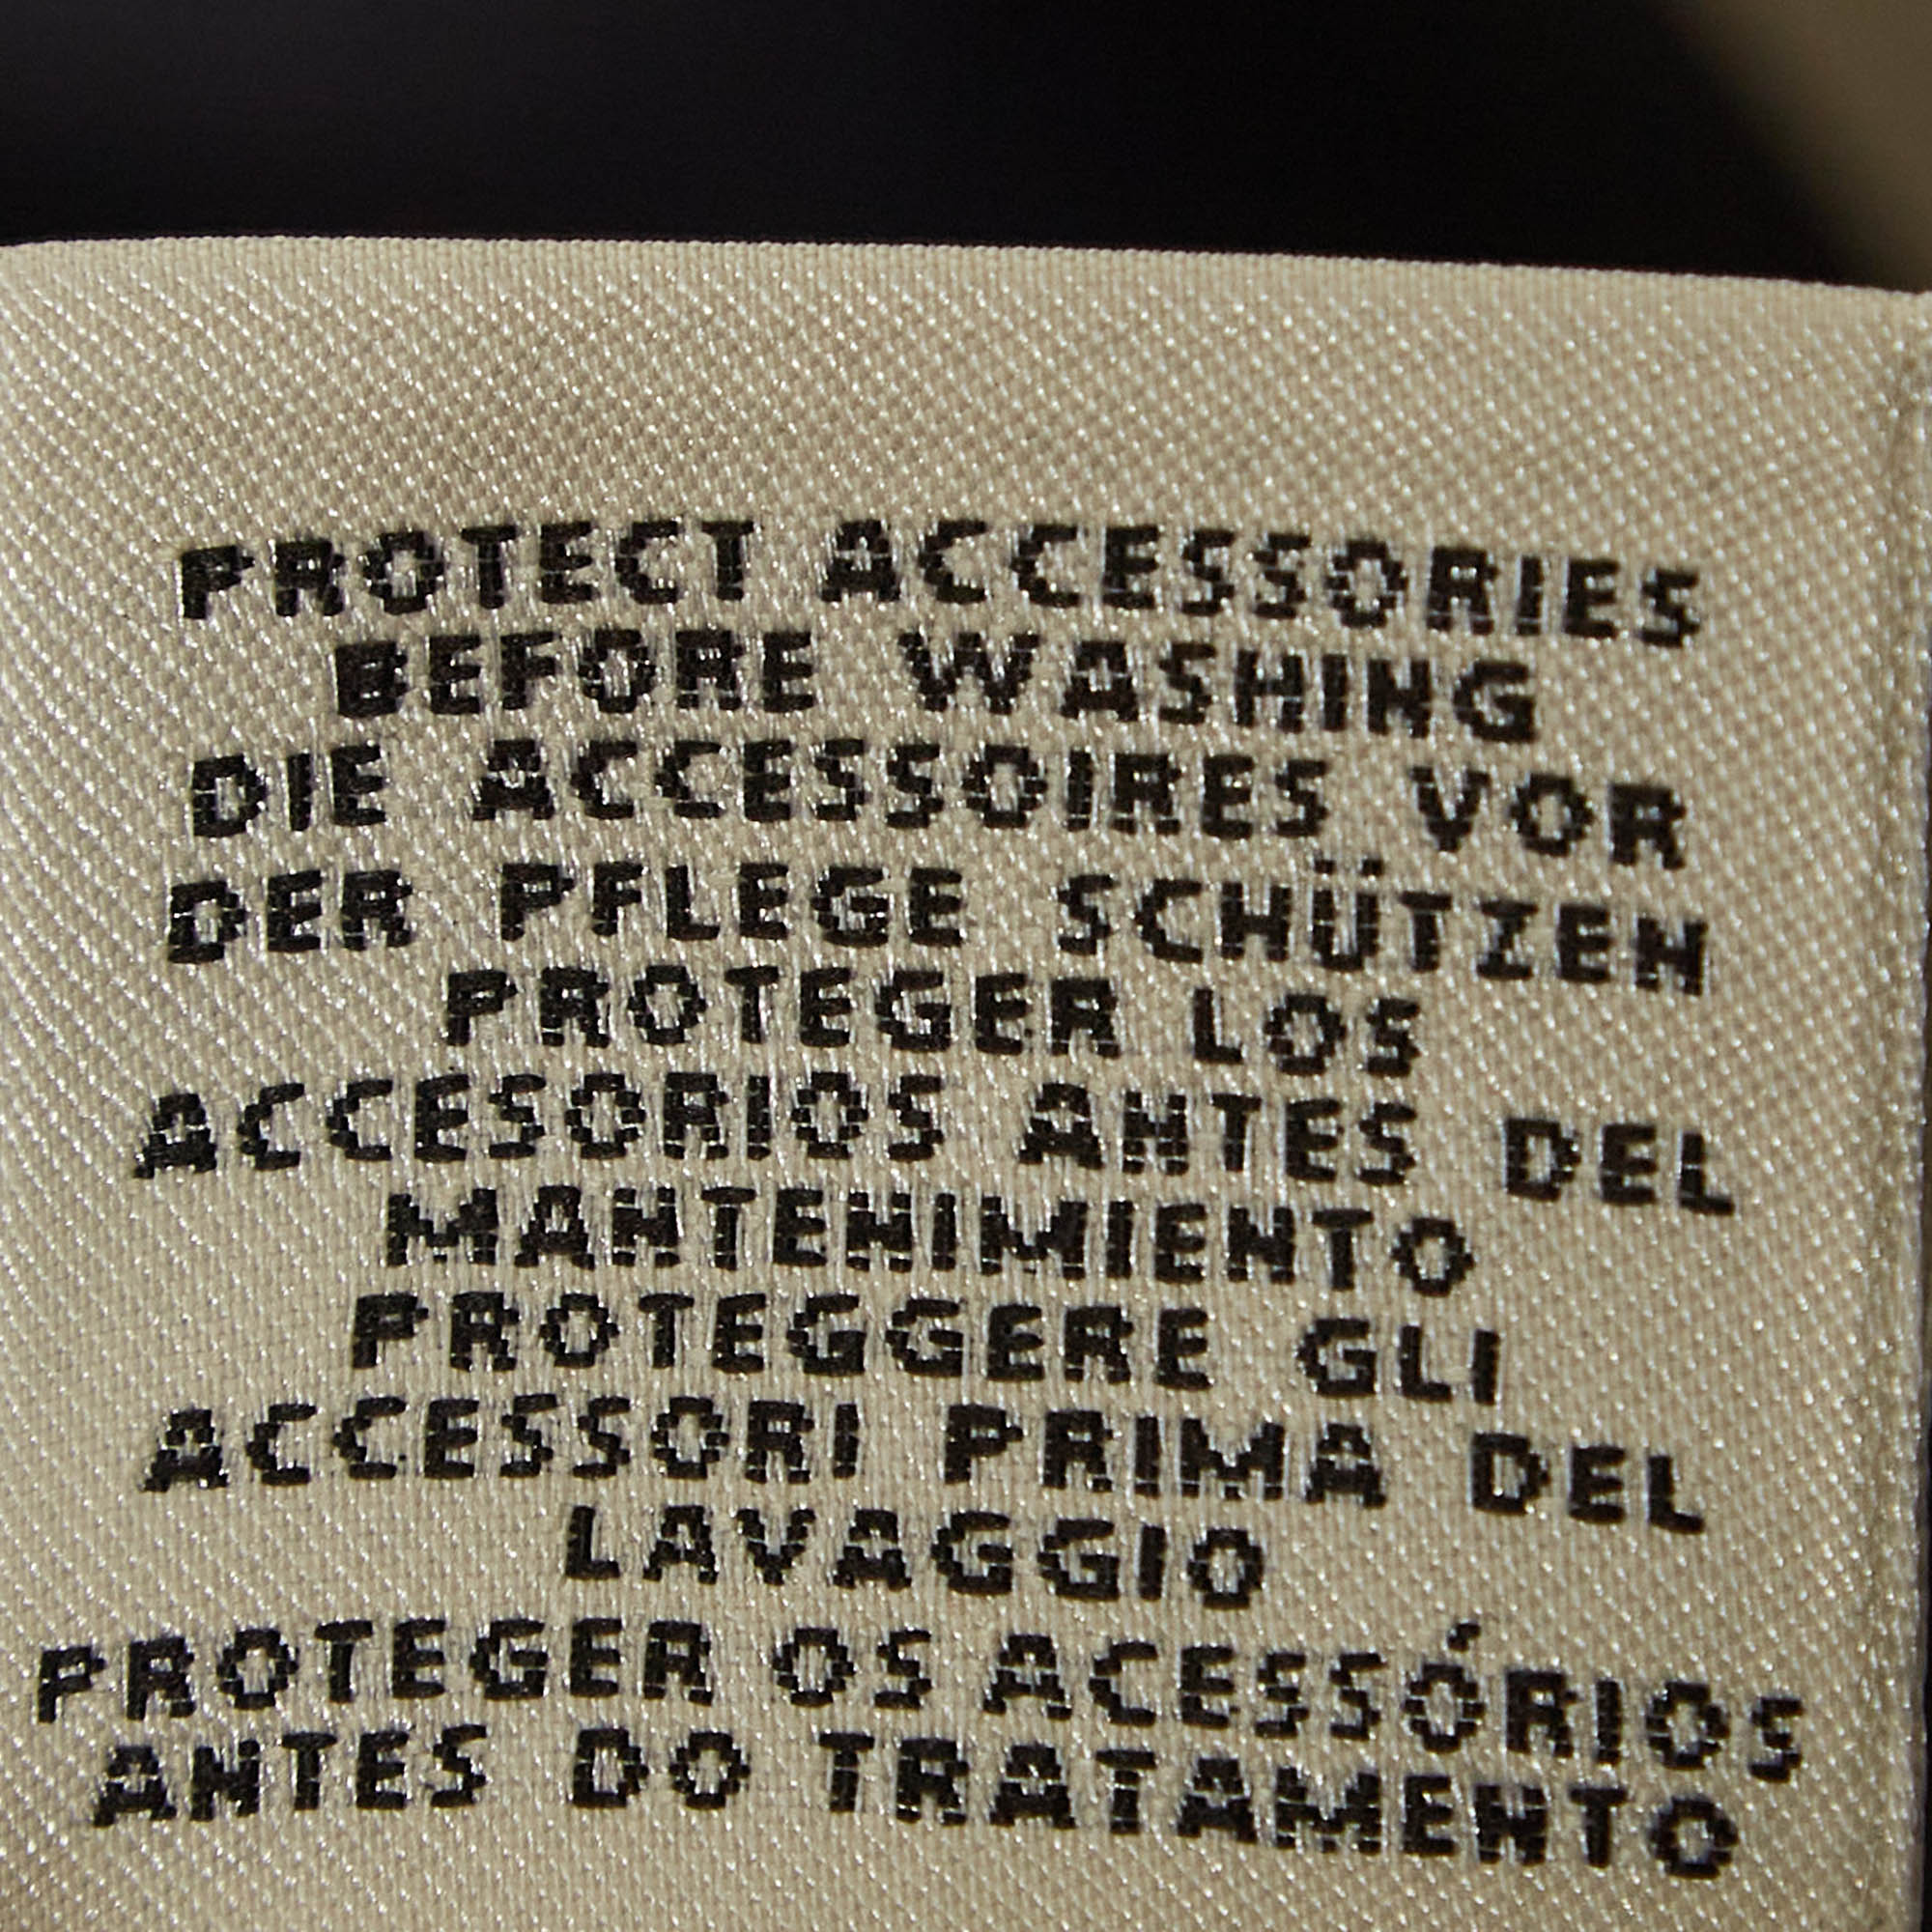 PROTECT ACCESSORIES
BEFORE WASHING
DIE ACCESSOIRES VOR
DER PFLEGE SCHÜTZEN
PROTEGER LOS
ACCESORIOS ANTES DEL
MANTENIMIENTO
PROTEGGERE GLI
ACCESSORI PRIMA DEL
LAVAGGIO
PROTEGER OS ACESSÓRIOS
ANTES DO TRATAMENTO